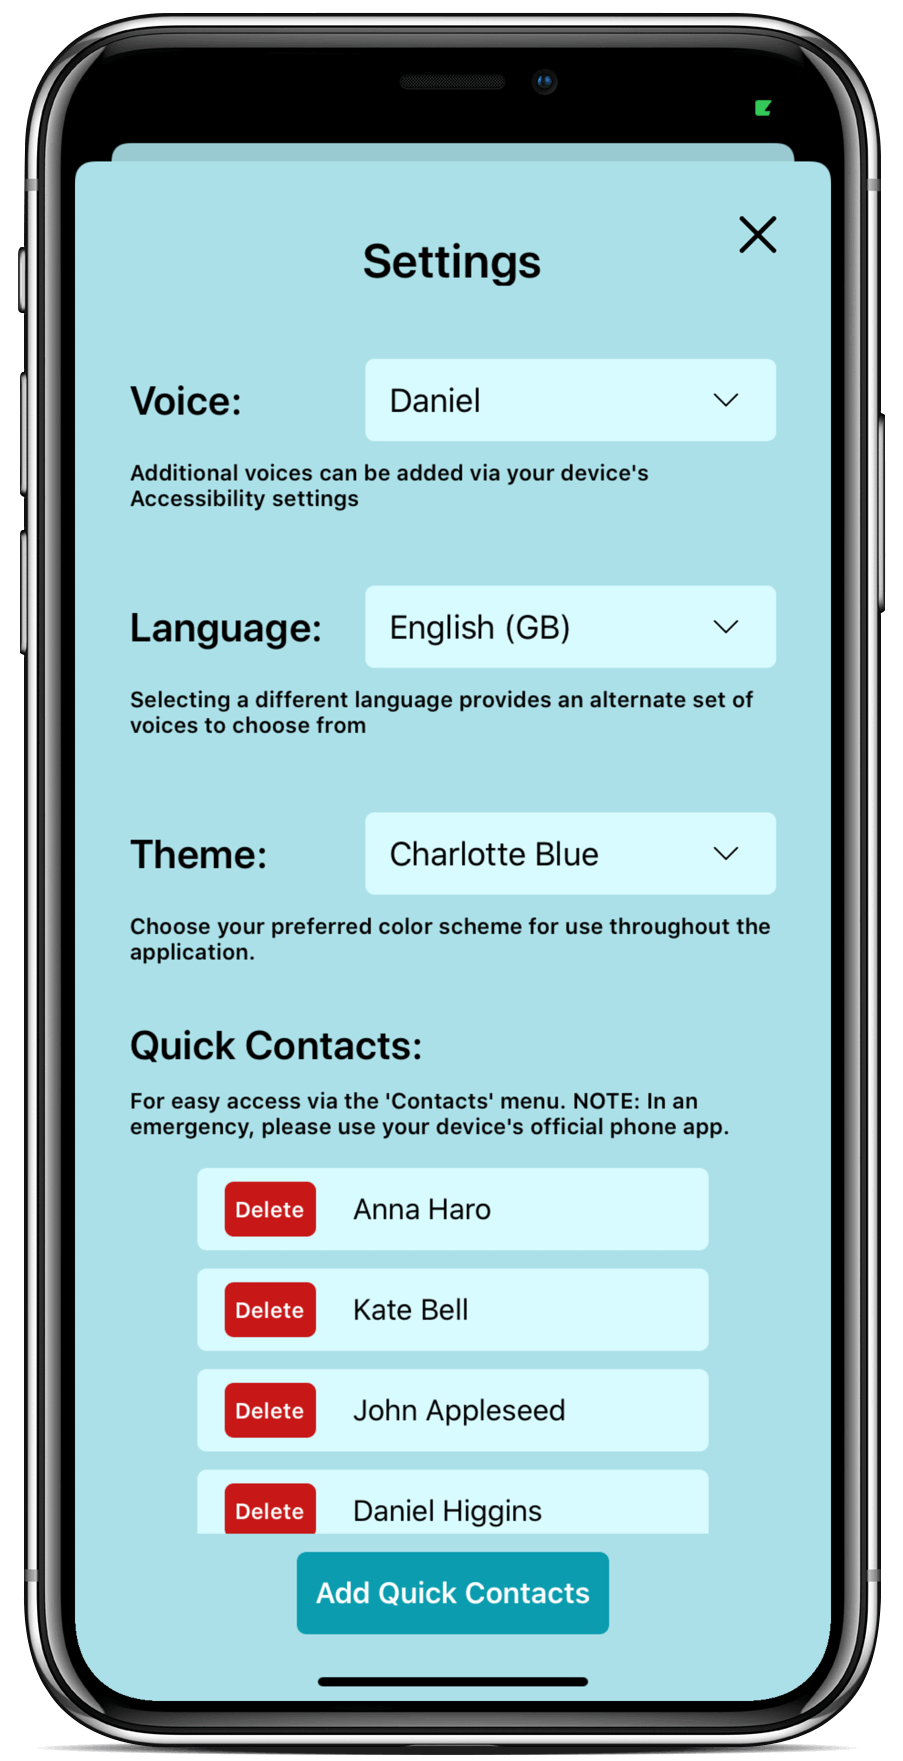 Settings
Voice:
Daniel
Additional voices can be added via your device's
Accessibility settings
Language:
English (GB)
Selecting a different language provides an alternate set of
voices to choose from
Theme:
Charlotte Blue
Choose your preferred color scheme for use throughout the
application.
Quick Contacts:
For easy access via the 'Contacts' menu. NOTE: In an
emergency, please use your device's official phone app.
Delete Anna Haro
Delete Kate Bell
Delete John Appleseed
Delete Daniel Higgins
Add Quick Contacts